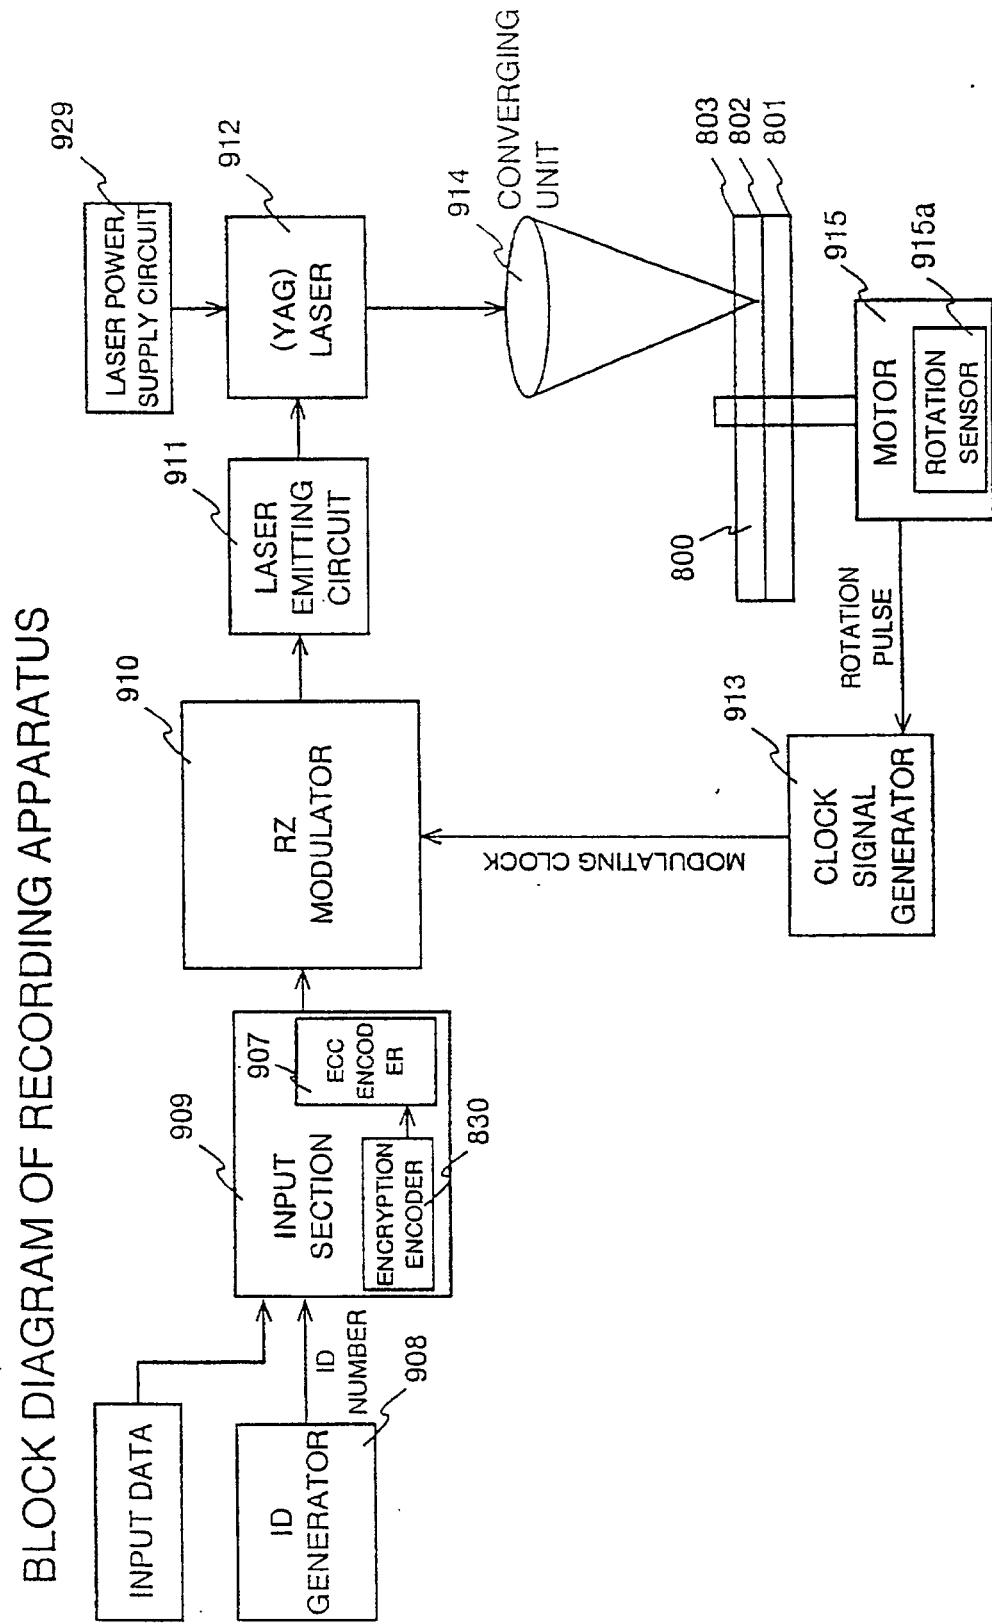 BLOCK DIAGRAM OF RECORDING APPARATUS
INPUT DATA
ID
GENERATOR
908
ID
NUMBER
909
INPUT
SECTION
907
ECC
ENCOD
ER
ENCRYPTION
ENCODER
830
910
RZ
MODULATOR
MODULATING CLOCK
911
LASER
EMITTING
CIRCUIT
929
LASER POWER
SUPPLY CIRCUIT
912
(YAG)
LASER
914
CONVERGING
UNIT
803
802
801
800
915
915a
MOTOR
ROTATION
SENSOR
ROTATION
PULSE
913
CLOCK
SIGNAL
GENERATOR